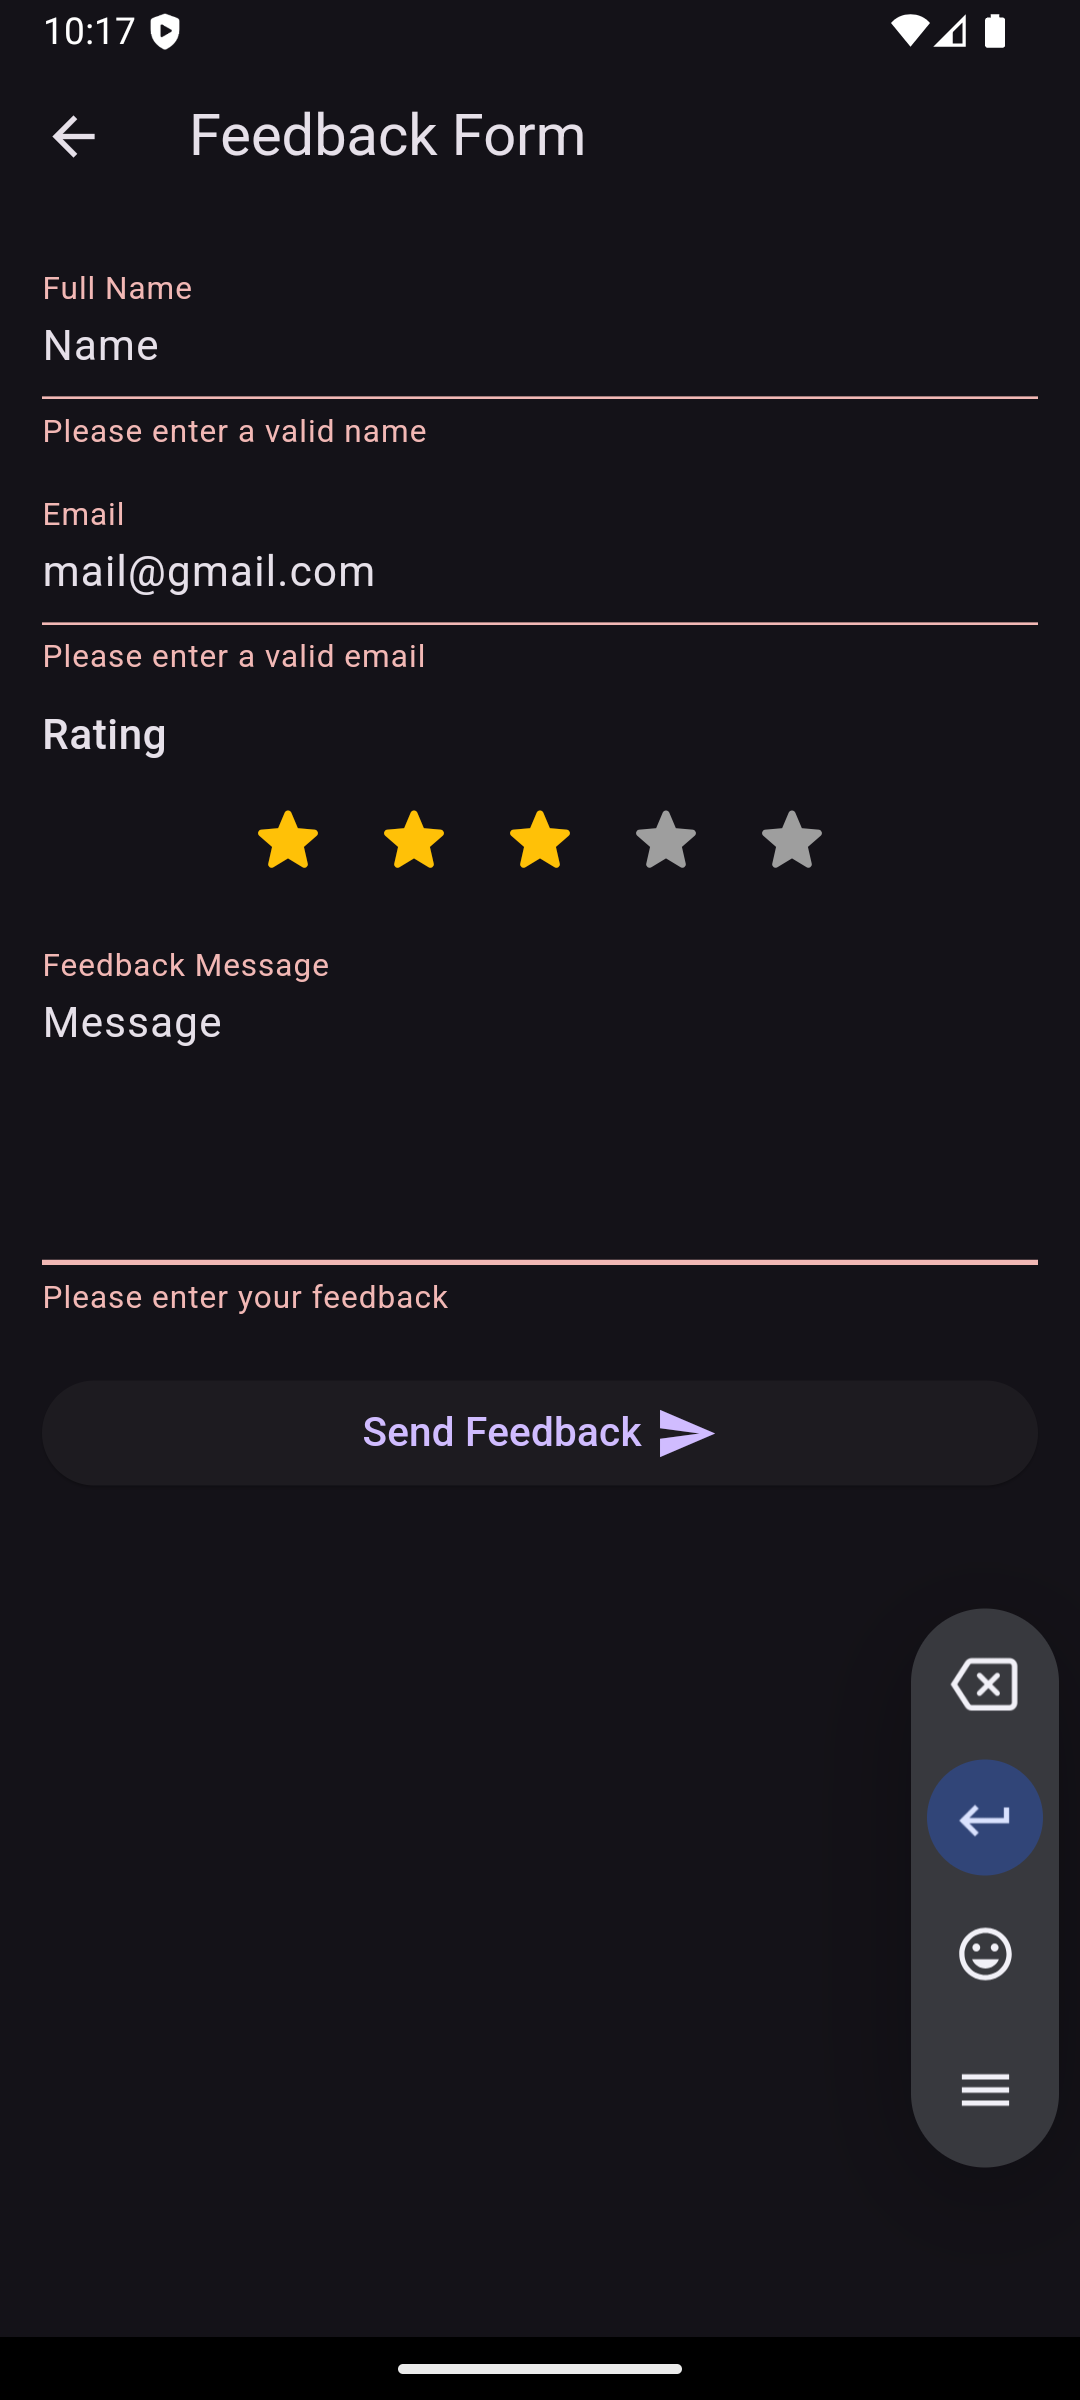 10:17
Feedback Form
Full Name
Name
Please enter a valid name
Email
mail@gmail.com
Please enter a valid email
Rating
Feedback Message
Message
Please enter your feedback
Send Feedback